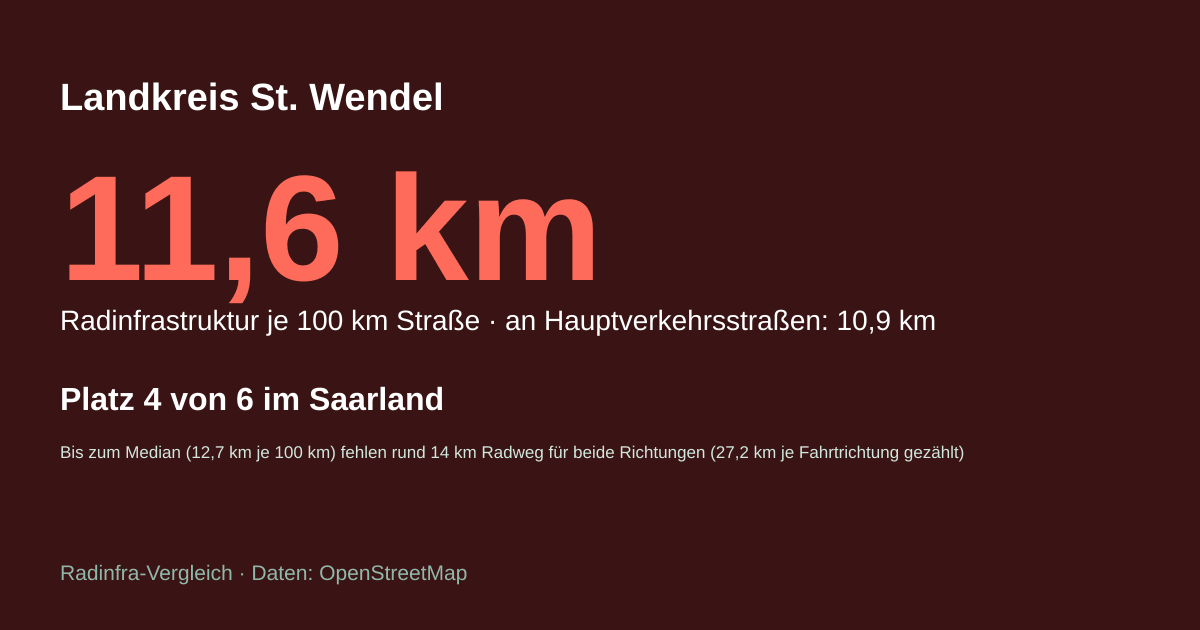 Landkreis St. Wendel
11,6 km
Radinfrastruktur je 100 km Straße · an Hauptverkehrsstraßen: 10,9 km
Platz 4 von 6 im Saarland
Bis zum Median (12,7 km je 100 km) fehlen rund 14 km Radweg für beide Richtungen (27,2 km je Fahrtrichtung gezählt)
Radinfra-Vergleich · Daten: OpenStreetMap